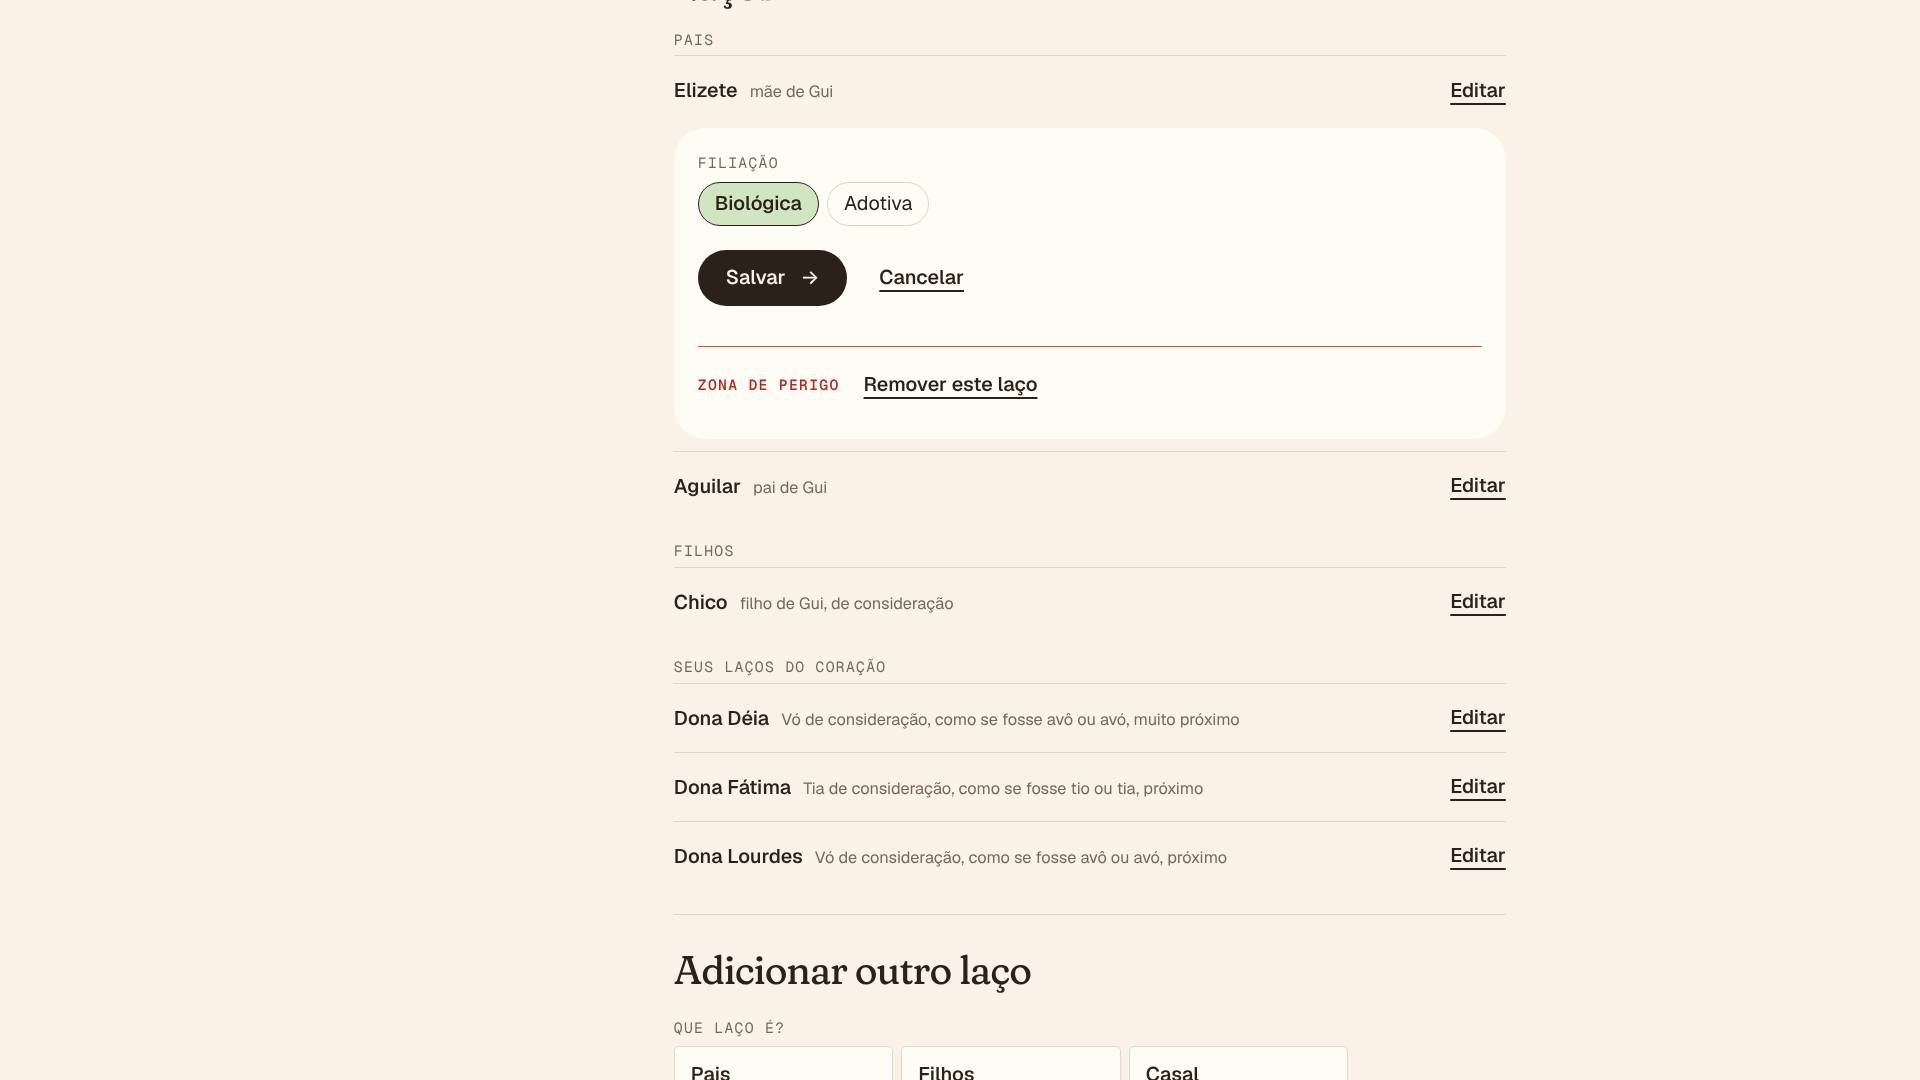 PAIS
Elizete mãe de Gui Editar
FILIAÇÃO
Biológica Adotiva
Salvar → Cancelar
ZONA DE PERIGO Remover este laço
Aguilar pai de Gui Editar
FILHOS
Chico filho de Gui, de consideração Editar
SEUS LAÇOS DO CORAÇÃO
Dona Déia Vó de consideração, como se fosse avô ou avó, muito próximo Editar
Dona Fátima Tia de consideração, como se fosse tio ou tia, próximo Editar
Dona Lourdes Vó de consideração, como se fosse avô ou avó, próximo Editar
Adicionar outro laço
QUE LAÇO É?
Pais Filhos Casal